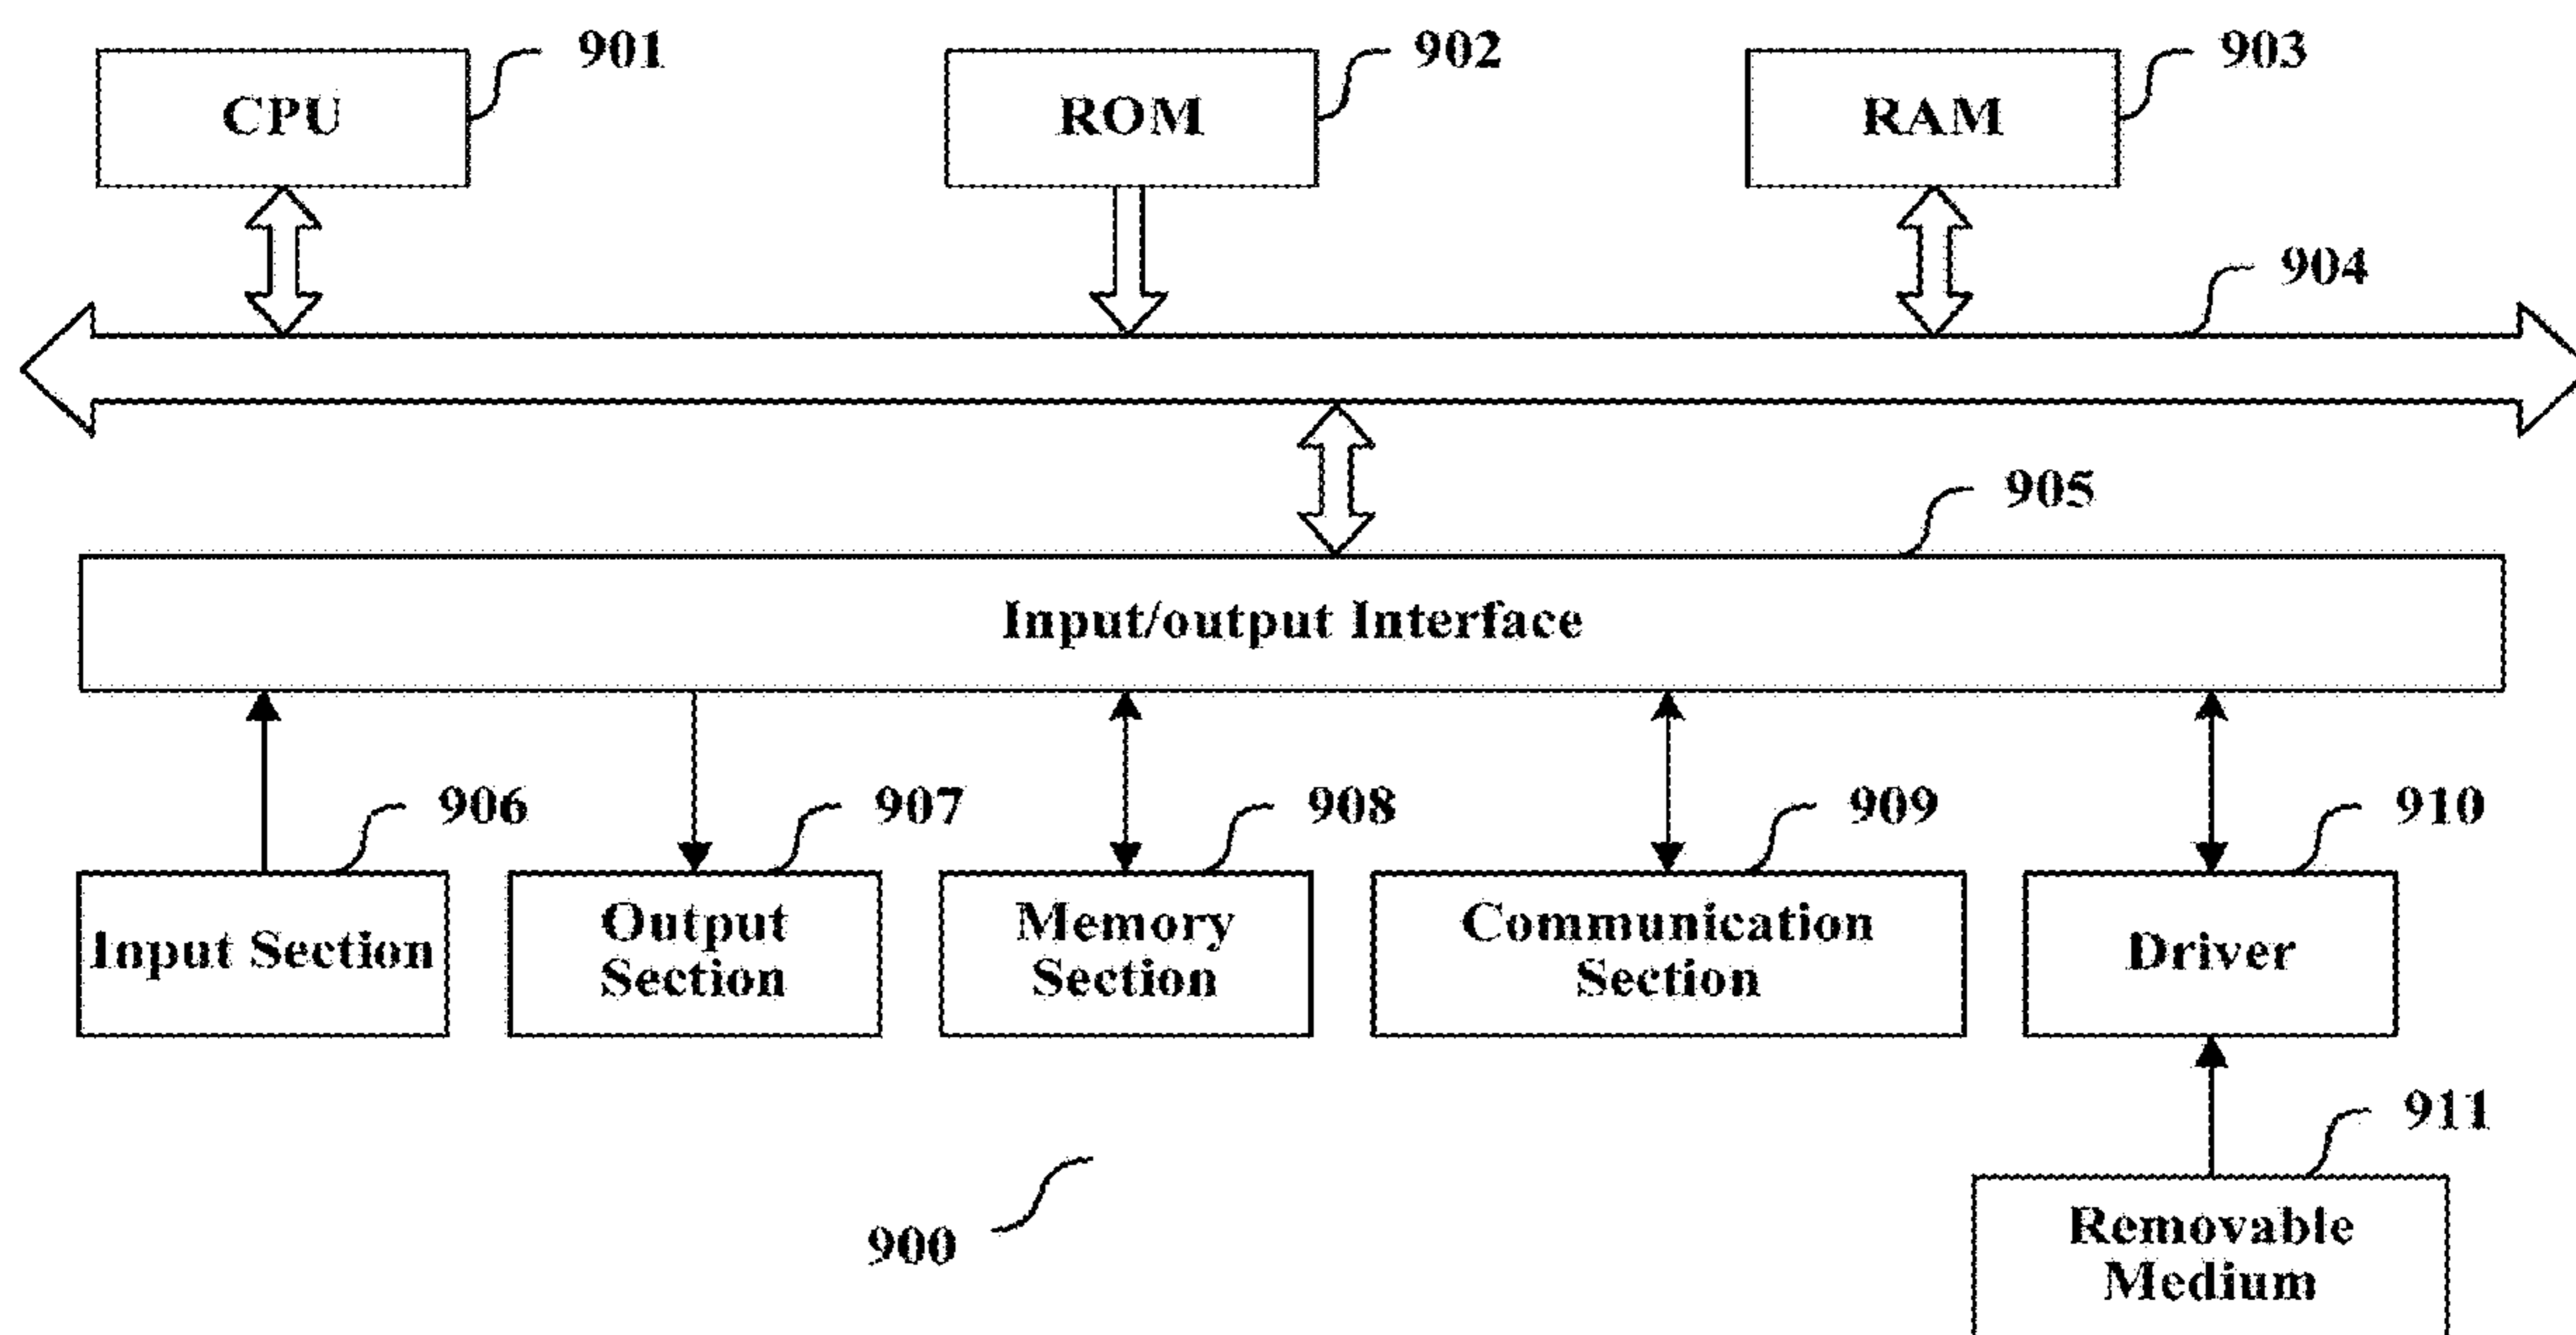 901
902
903
CPU
ROM
RAM
904
905
Input/output Interface
906
907
908
909
910
Input Section
Output
Section
Memory
Section
Communication
Section
Driver
911
900
Removable
Medium